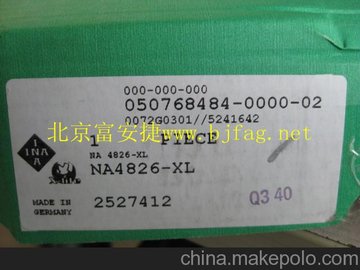 000-000-000
050768484-0000-02
0072G0301//5241642
北京富安捷 www.bjfag.net
1 PIECE
NA 4826-XL
NA4826-XL
INA
MADE IN
GERMANY
2527412
Q3 40
china.makepolo.com